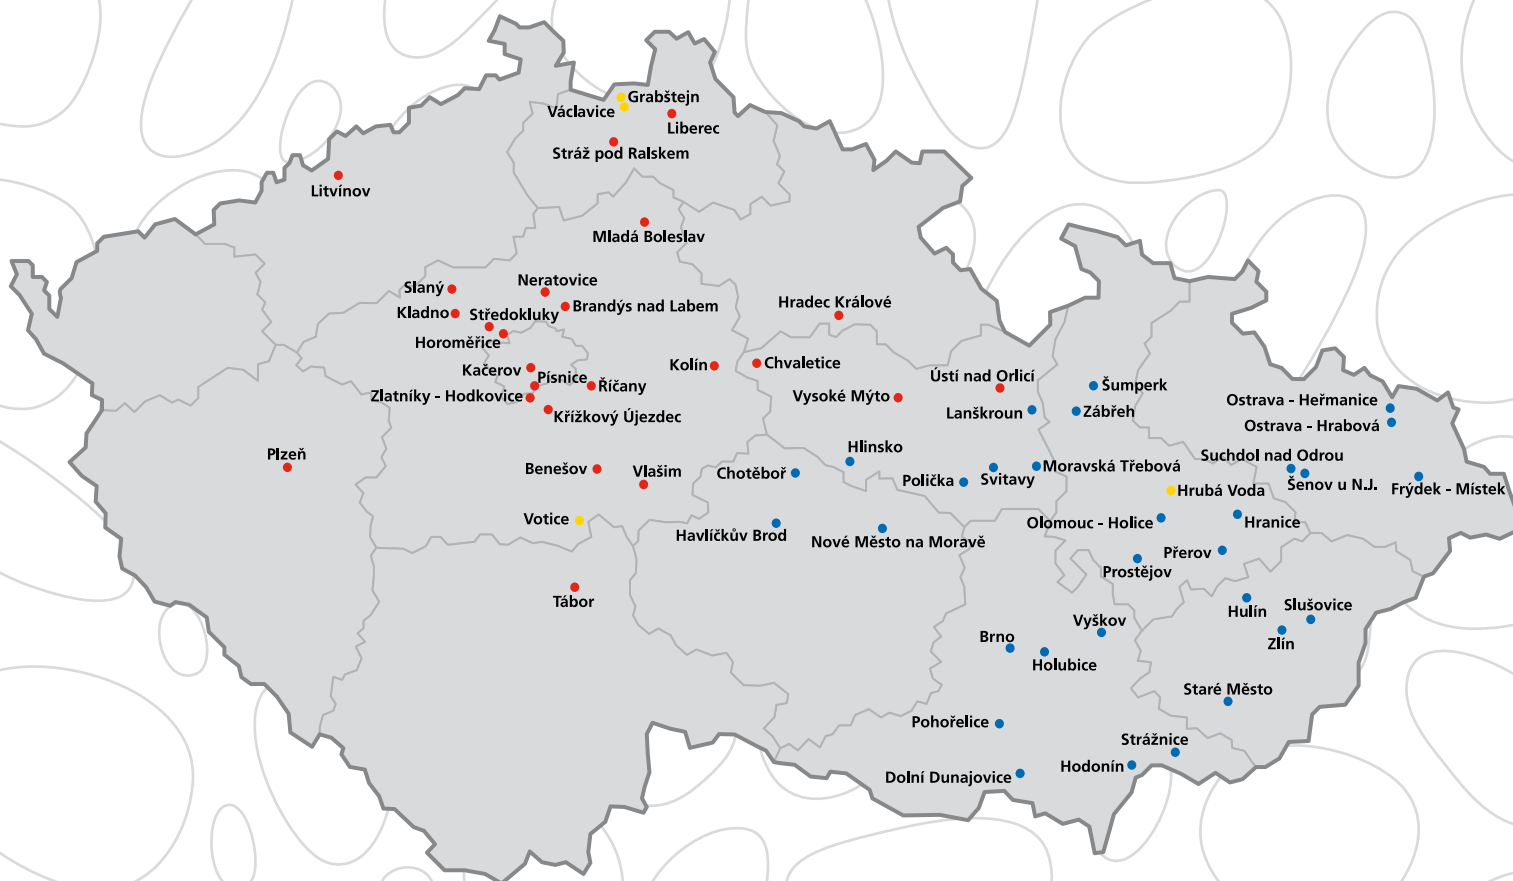 Grabštejn
Václavice
Liberec
Stráž pod Ralskem
Litvínov
Mladá Boleslav
Neratovice
Slaný
Brandýs nad Labem
Kladno
Středokluky
Hradec Králové
Horoměřice
Kačerov
Kolín
Chvaletice
Písnice
Říčany
Ústí nad Orlicí
Šumperk
Zlatníky - Hodkovice
Vysoké Mýto
Křížkový Újezdec
Lanškroun
Zábřeh
Ostrava - Heřmanice
Ostrava - Hrabová
Plzeň
Hlinsko
Suchdol nad Odrou
Benešov
Vlašim
Chotěboř
Moravská Třebová
Polička
Svitavy
Šenov u N.J.
Frýdek - Místek
Hrubá Voda
Votice
Olomouc - Holice
Hranice
Havlíčkův Brod
Nové Město na Moravě
Přerov
Prostějov
Tábor
Hulín
Slušovice
Vyškov
Brno
Zlín
Holubice
Staré Město
Pohořelice
Strážnice
Hodonín
Dolní Dunajovice